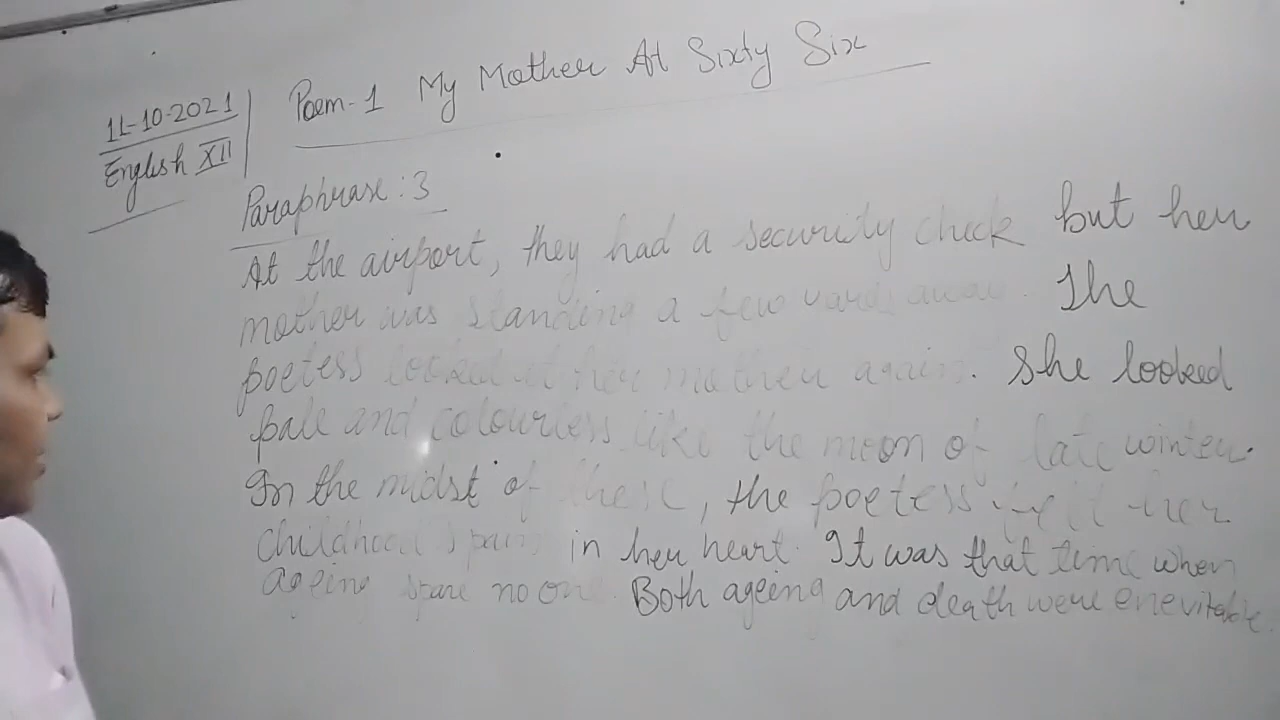 11-10-2021
English XII
Poem-1 My Mother At Sixty Six
Paraphrase:3
At the airport, they had a security check but her
mother was standing a few yards away. The
poetess looked at her mother again. She looked
pale and colourless like the moon of late winter.
In the midst of these, the poetess felt her
childhood pains in her heart. It was that time when
ageing spare no one. Both ageing and death were enevitable.